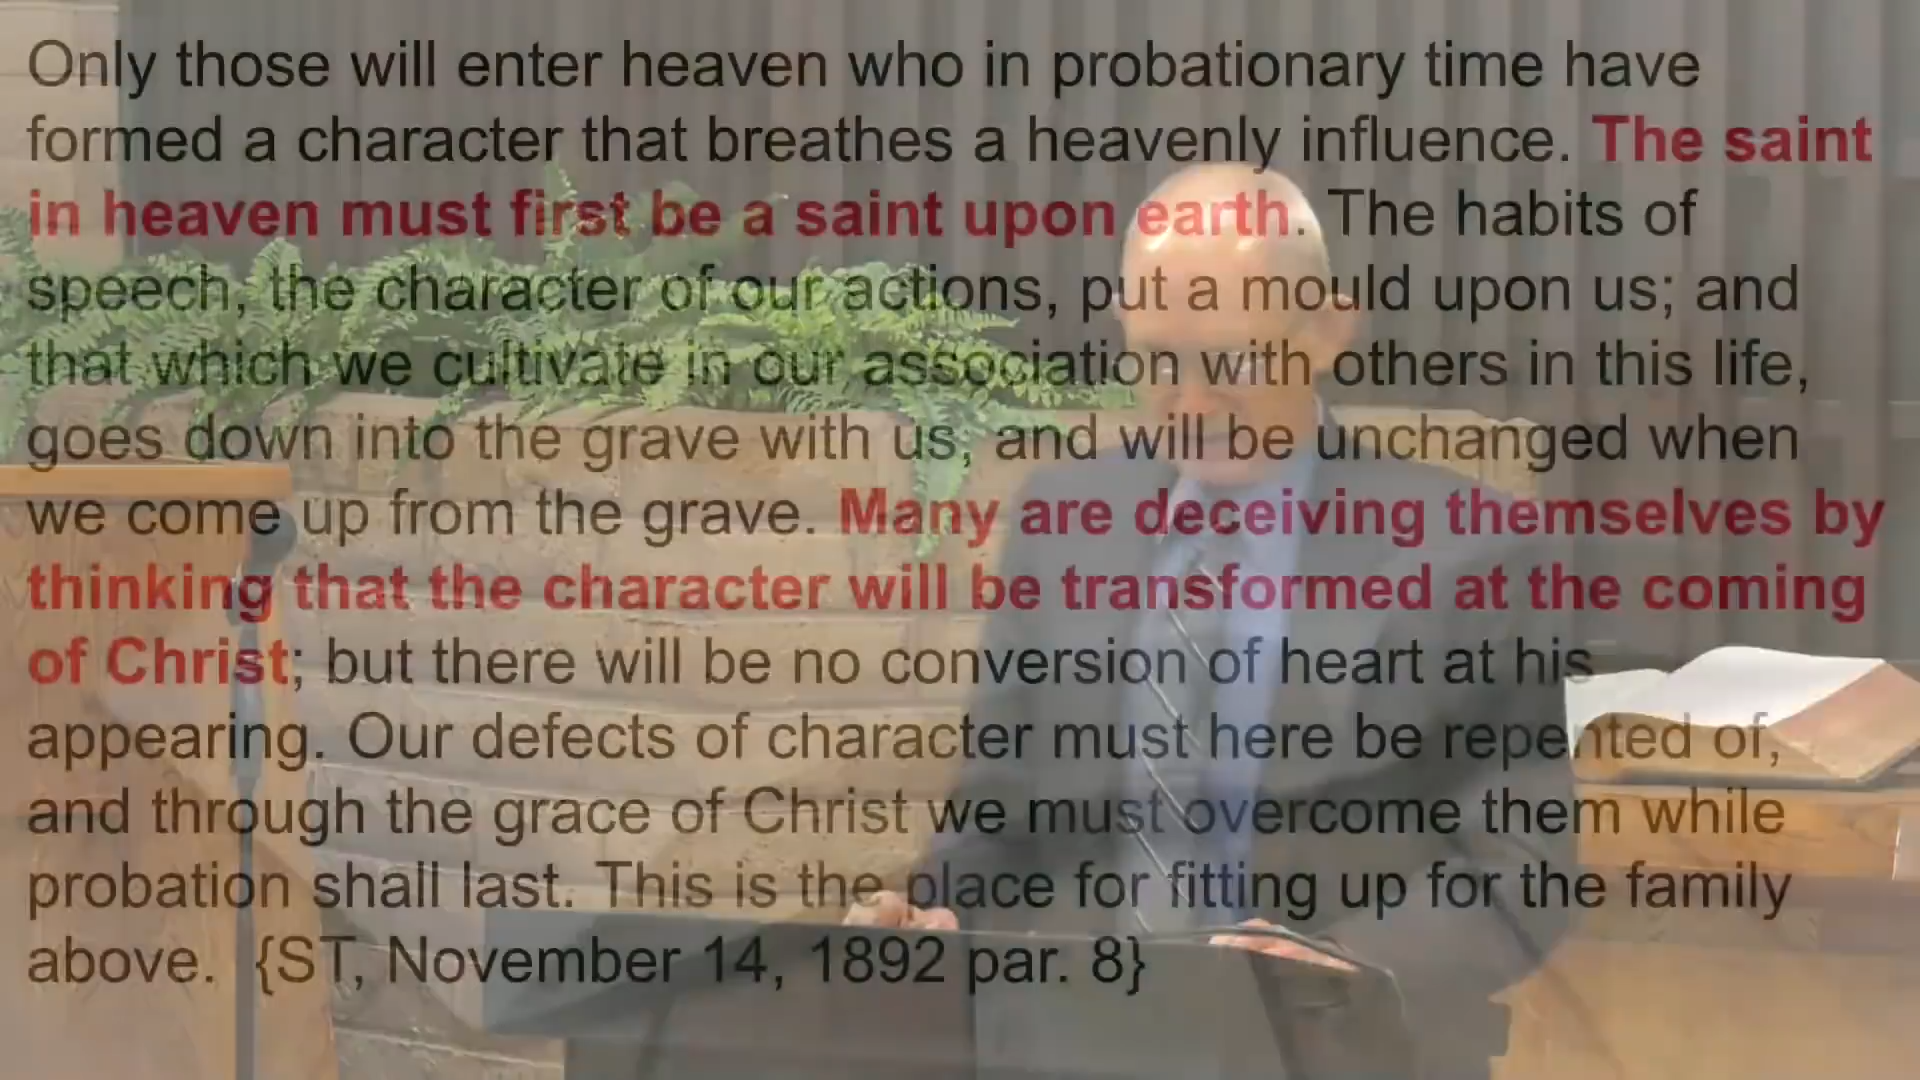 Only those will enter heaven who in probationary time have
formed a character that breathes a heavenly influence. The saint
in heaven must first be a saint upon earth. The habits of
speech, the character of our actions, put a mould upon us; and
that which we cultivate in our association with others in this life,
goes down into the grave with us, and will be unchanged when
we come up from the grave. Many are deceiving themselves by
thinking that the character will be transformed at the coming
of Christ; but there will be no conversion of heart at his
appearing. Our defects of character must here be repented of,
and through the grace of Christ we must overcome them while
probation shall last. This is the place for fitting up for the family
above. {ST, November 14, 1892 par. 8}